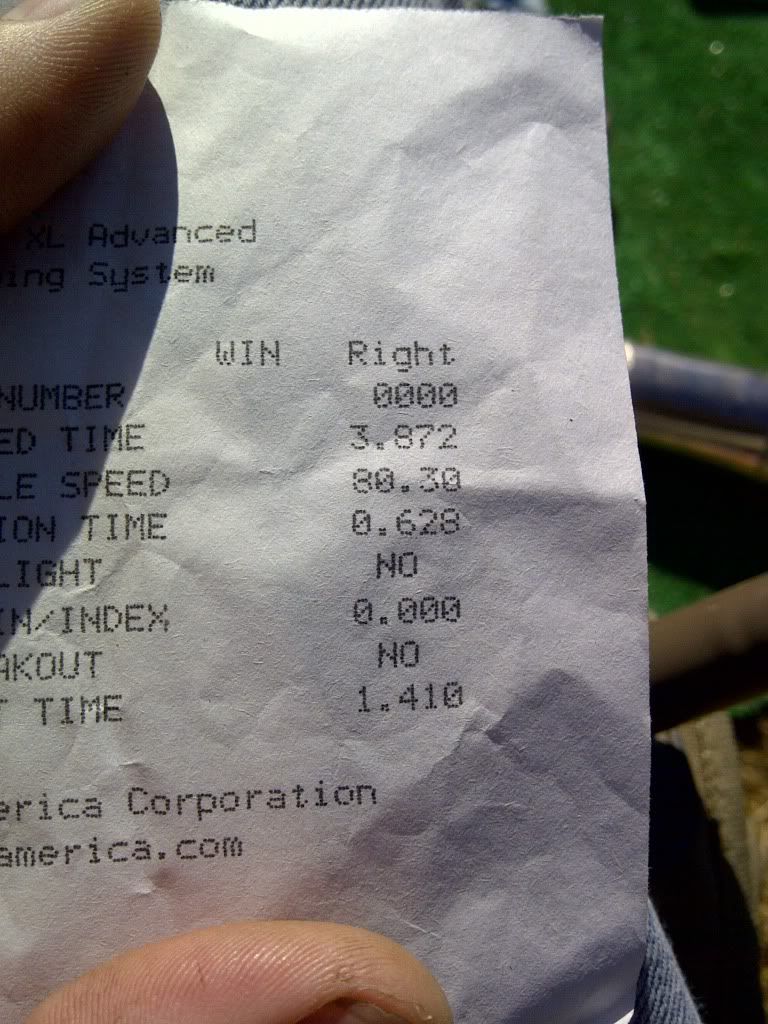 XL Advanced
ing System
WIN Right
NUMBER 0000
ED TIME 3.872
LE SPEED 80.30
ION TIME 0.628
LIGHT NO
IN/INDEX 0.000
AKOUT NO
T TIME 1.410
erica Corporation
america.com